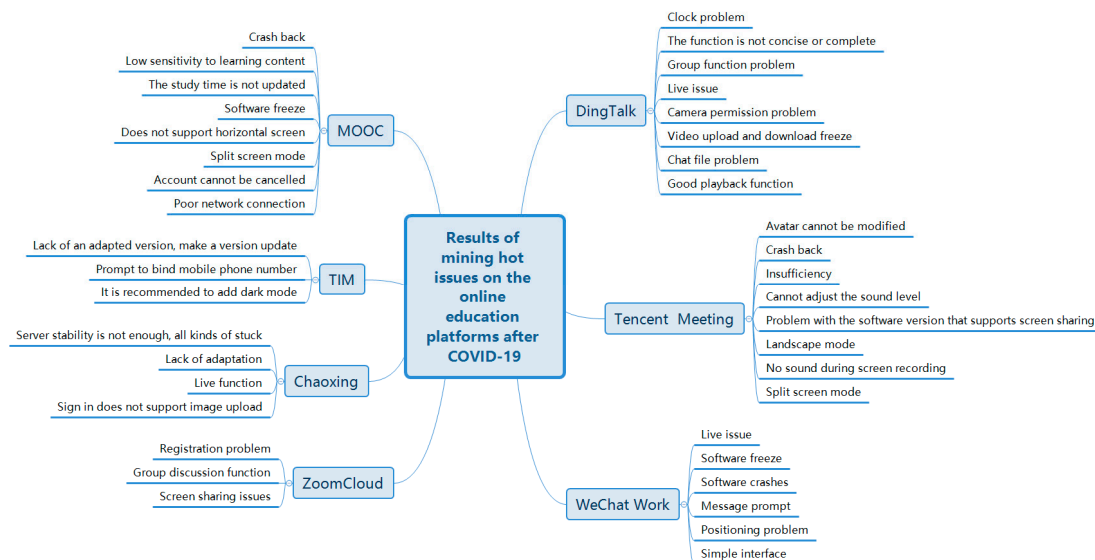 Results of
mining hot
issues on the
online
education
platforms after
COVID-19
MOOC
Crash back
Low sensitivity to learning content
The study time is not updated
Software freeze
Does not support horizontal screen
Split screen mode
Account cannot be cancelled
Poor network connection
TIM
Lack of an adapted version, make a version update
Prompt to bind mobile phone number
It is recommended to add dark mode
Chaoxing
Server stability is not enough, all kinds of stuck
Lack of adaptation
Live function
Sign in does not support image upload
ZoomCloud
Registration problem
Group discussion function
Screen sharing issues
DingTalk
Clock problem
The function is not concise or complete
Group function problem
Live issue
Camera permission problem
Video upload and download freeze
Chat file problem
Good playback function
Tencent Meeting
Avatar cannot be modified
Crash back
Insufficiency
Cannot adjust the sound level
Problem with the software version that supports screen sharing
Landscape mode
No sound during screen recording
Split screen mode
WeChat Work
Live issue
Software freeze
Software crashes
Message prompt
Positioning problem
Simple interface